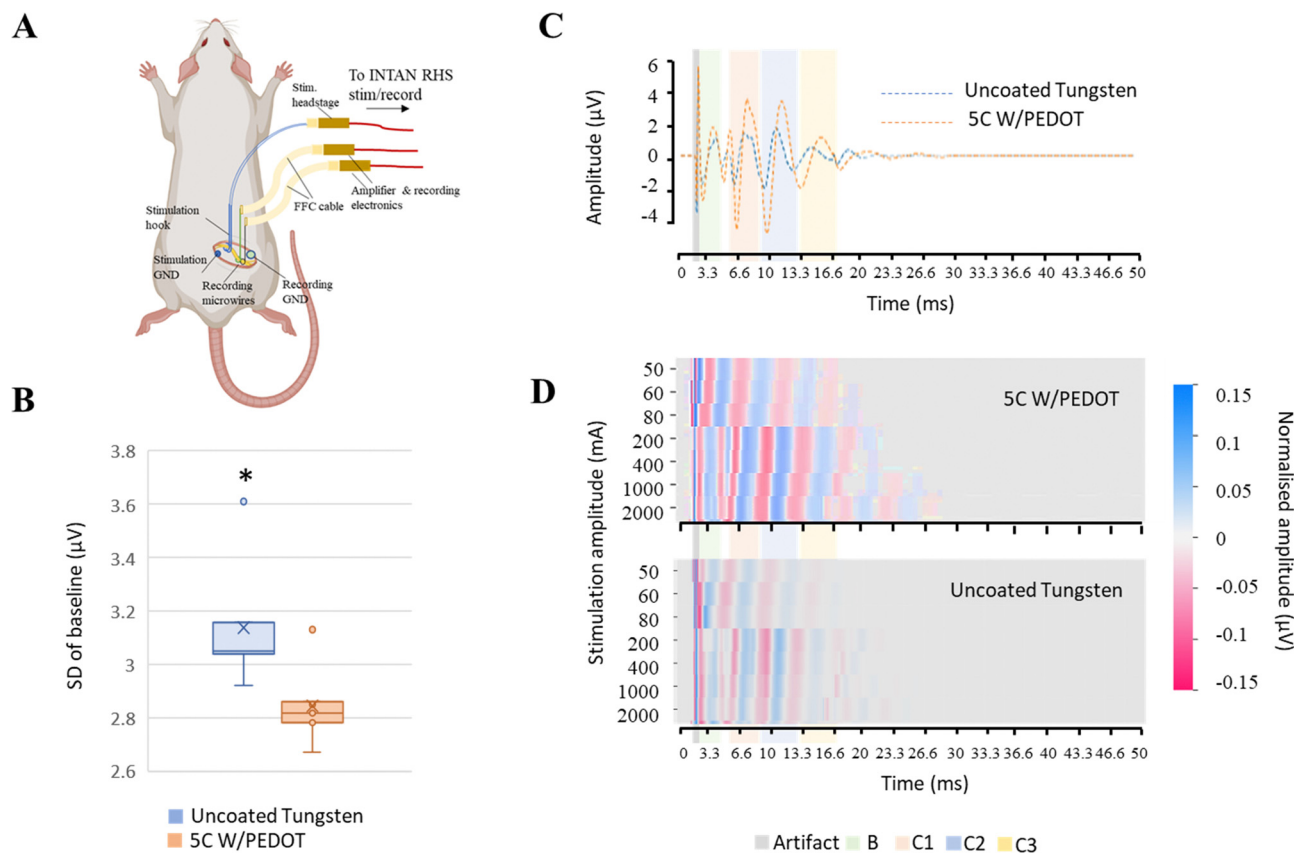 A
To INTAN RHS
stim/record
Stim.
headstage
Amplifier & recording
electronics
FFC cable
Stimulation
hook
Stimulation
GND
Recording
microwires
Recording
GND
B
3.8
3.6
3.4
3.2
3
2.8
2.6
SD of baseline (µV)
*
Uncoated Tungsten
5C W/PEDOT
C
6
4
2
0
-2
-4
Amplitude (µV)
Uncoated Tungsten
5C W/PEDOT
0 3.3 6.6 10 13.3 16.6 20 23.3 30 33.3 36.6 40 43.3 46.6 50
Time (ms)
D
50
60
80
200
400
1000
2000
5C W/PEDOT
Stimulation amplitude (mA)
50
60
80
200
400
1000
2000
Uncoated Tungsten
0 3.3 6.6 10 13.3 16.6 20 23.3 30 33.3 36.6 40 43.3 46.6 50
Time (ms)
0.15
0.1
0.05
0
-0.05
-0.1
-0.15
Normalised amplitude (µV)
Artifact B C1 C2 C3